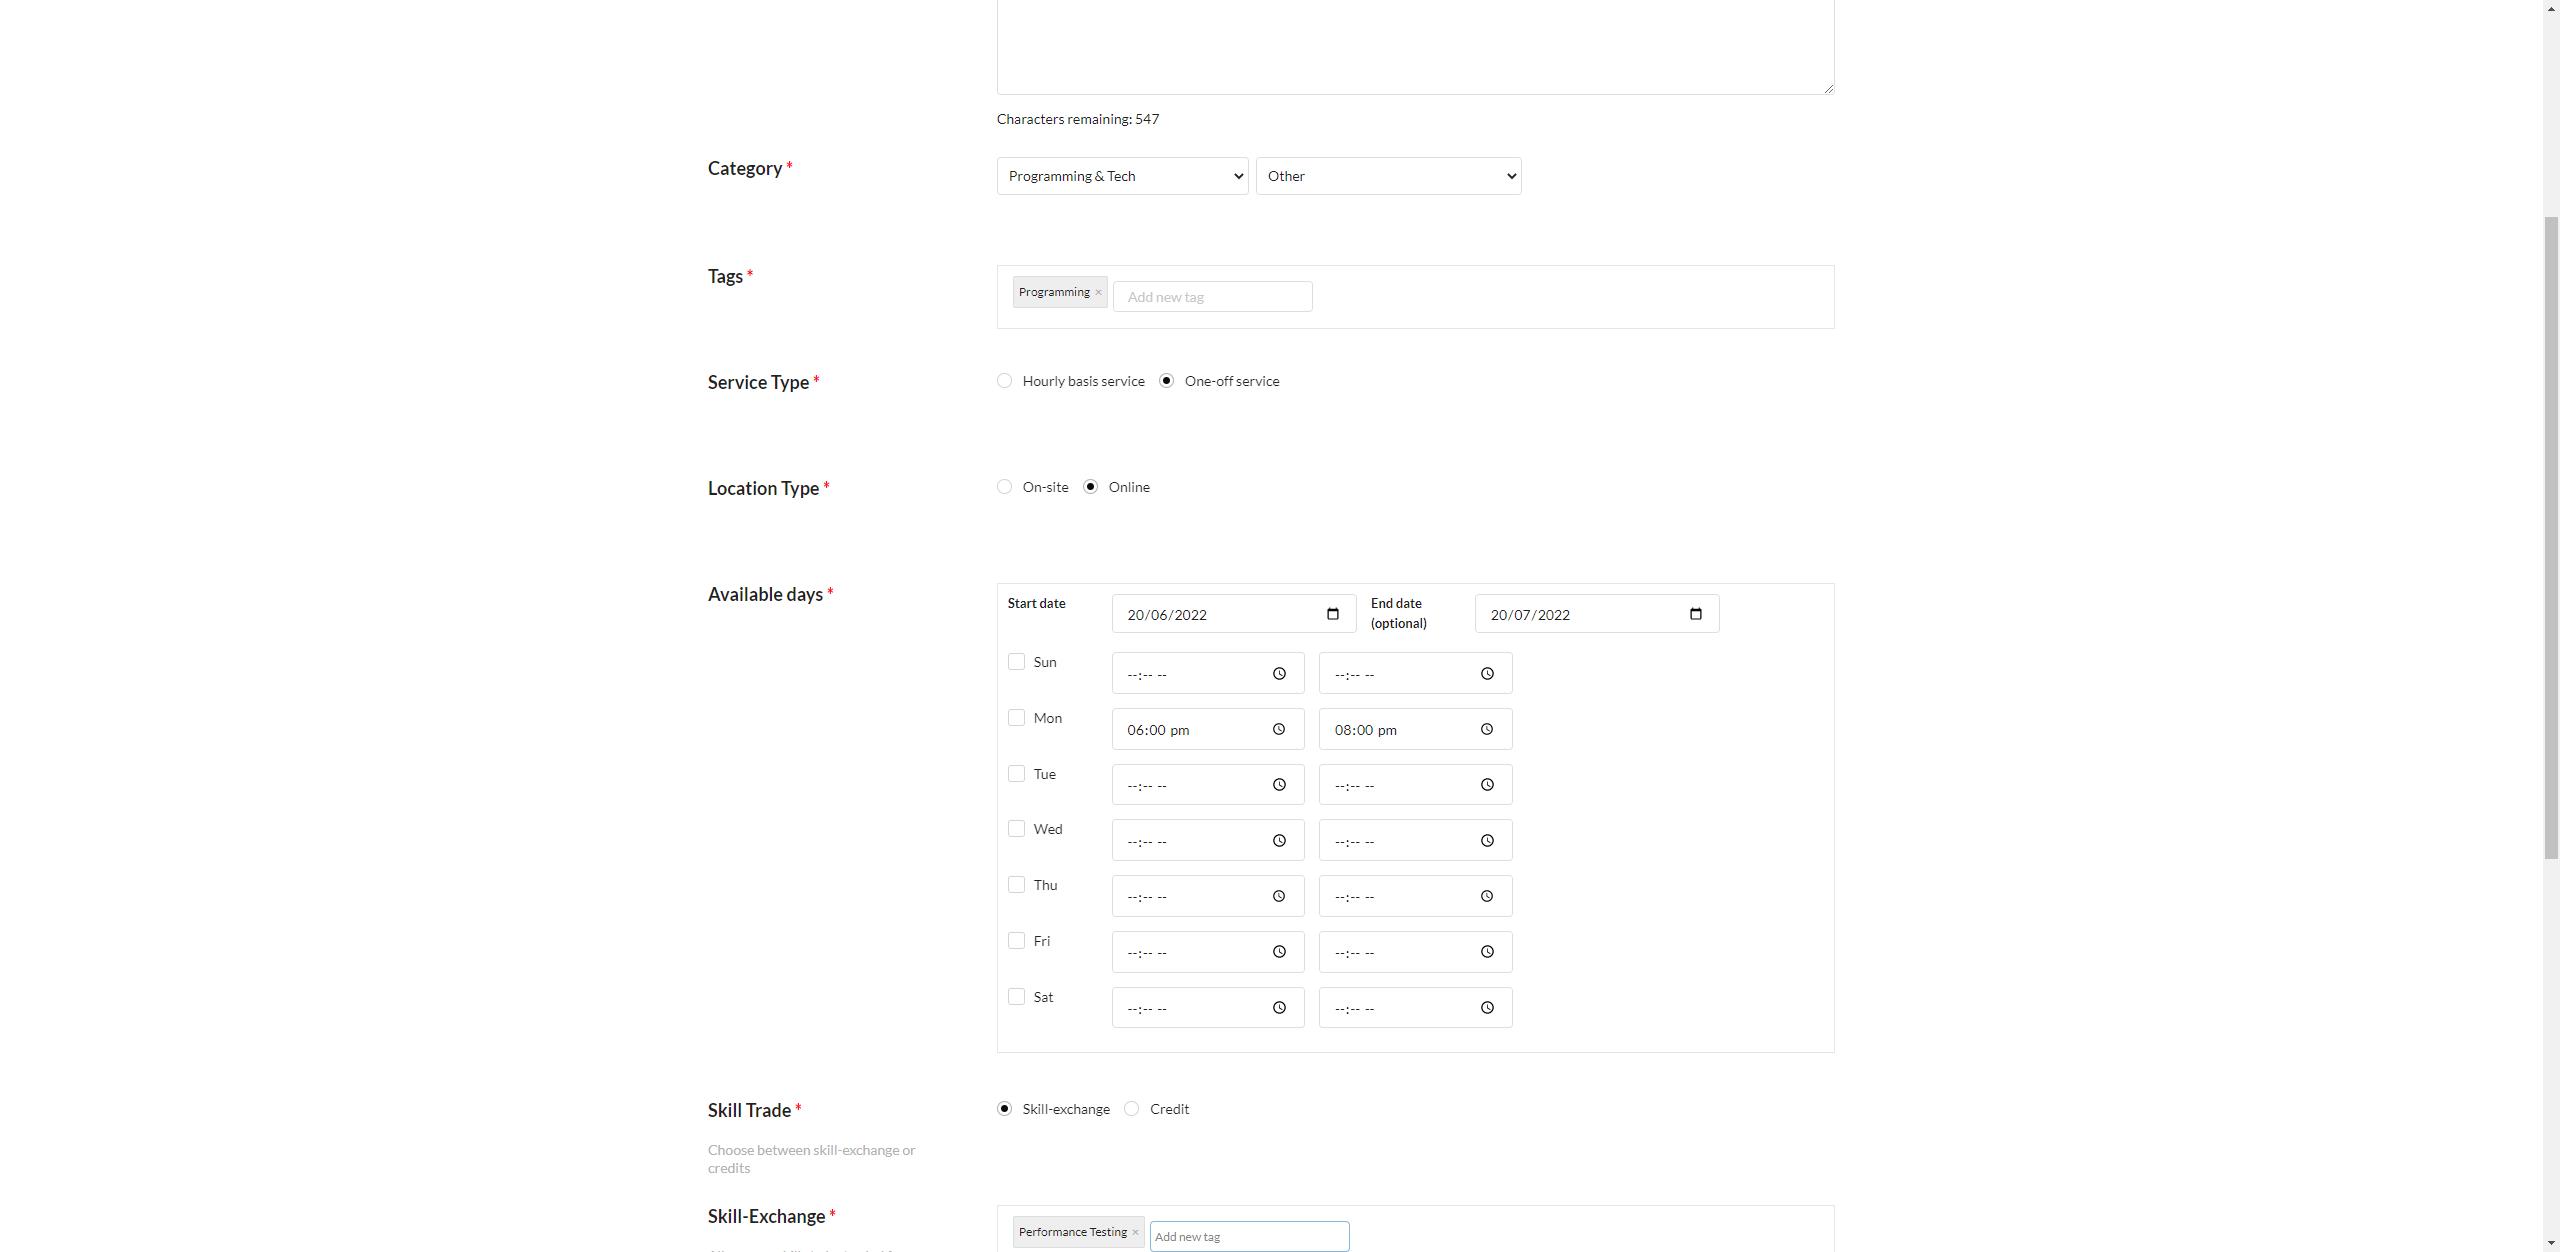 Characters remaining: 547
Category *
Programming & Tech
Other
Tags *
Programming ×
Add new tag
Service Type *
Hourly basis service
One-off service
Location Type *
On-site
Online
Available days *
Start date
20/06/2022
End date
(optional)
20/07/2022
Sun
--:-- --
--:-- --
Mon
06:00 pm
08:00 pm
Tue
--:-- --
--:-- --
Wed
--:-- --
--:-- --
Thu
--:-- --
--:-- --
Fri
--:-- --
--:-- --
Sat
--:-- --
--:-- --
Skill Trade *
Skill-exchange
Credit
Choose between skill-exchange or
credits
Skill-Exchange *
Performance Testing ×
Add new tag